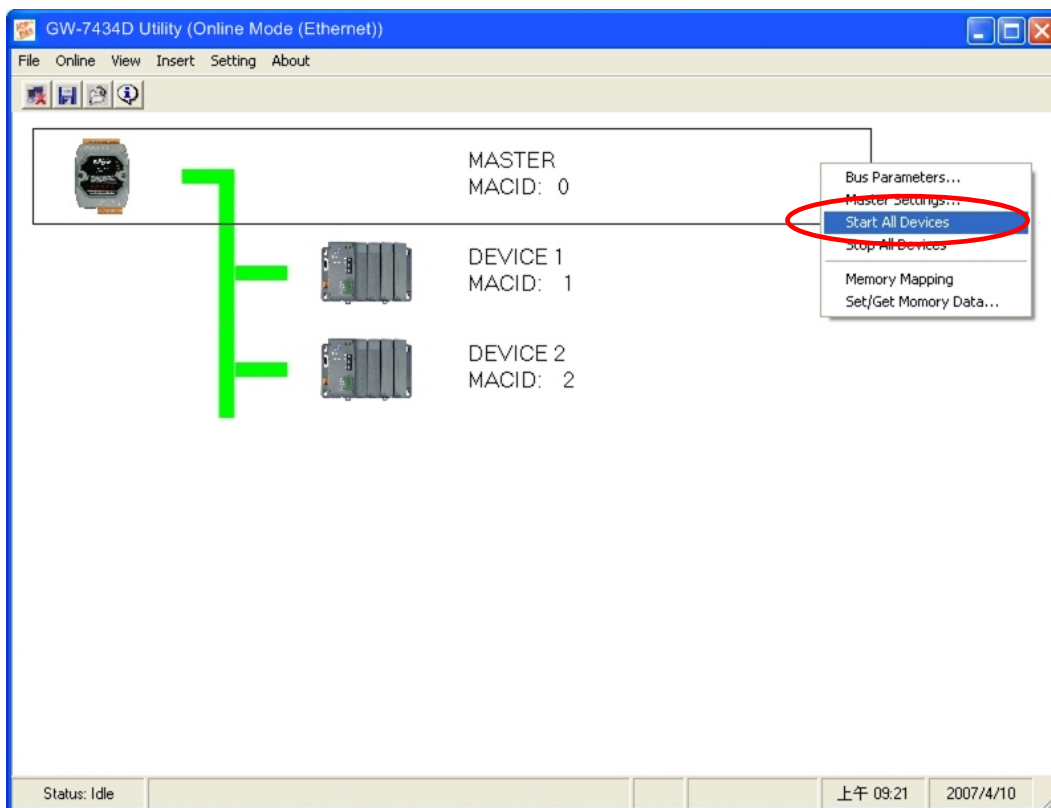 GW-7434D Utility (Online Mode (Ethernet))
File Online View Insert Setting About
MASTER
MACID: 0
DEVICE 1
MACID: 1
DEVICE 2
MACID: 2
Bus Parameters...
Master Settings...
Start All Devices
Stop All Devices
Memory Mapping
Set/Get Momory Data...
Status: Idle
上午 09:21
2007/4/10